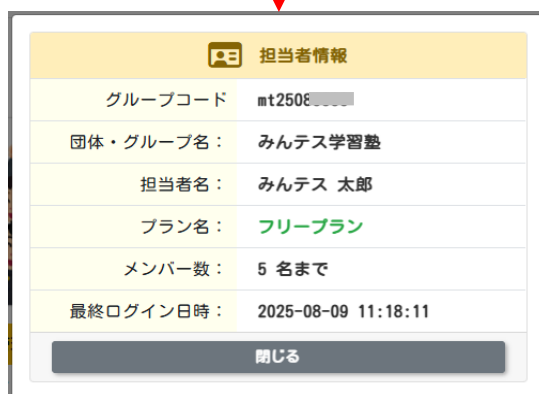 担当者情報
グループコード mt2508
団体・グループ名： みんテス学習塾
担当者名： みんテス 太郎
プラン名： フリープラン
メンバー数： 5 名まで
最終ログイン日時： 2025-08-09 11:18:11
閉じる